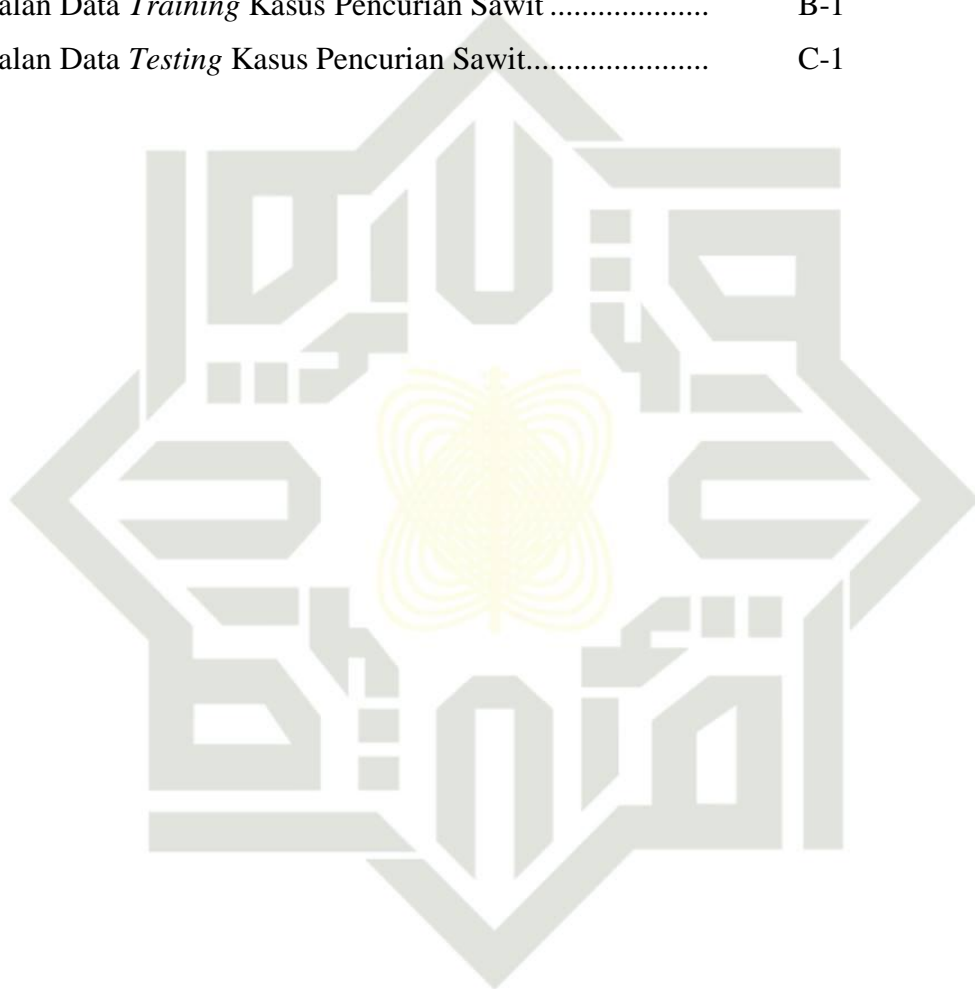 alan Data Training Kasus Pencurian Sawit .................... B-1
alan Data Testing Kasus Pencurian Sawit...................... C-1